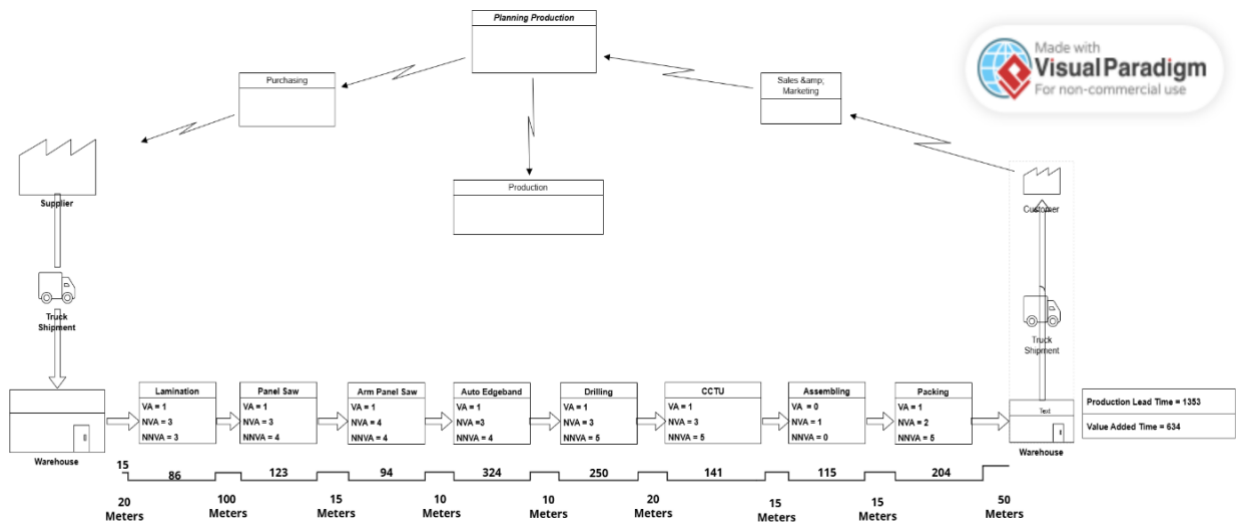 Planning Production
Made with
Visual Paradigm
For non-commercial use
Purchasing
Sales &amp;
Marketing
Production
Supplier
Customer
Truck
Shipment
Truck
Shipment
Lamination
VA = 1
NVA = 3
NNVA = 3
Panel Saw
VA = 1
NVA = 3
NNVA = 4
Arm Panel Saw
VA = 1
NVA = 4
NNVA = 4
Auto Edgeband
VA = 1
NVA =3
NNVA = 4
Drilling
VA = 1
NVA = 3
NNVA = 5
CCTU
VA = 1
NVA = 3
NNVA = 5
Assembling
VA = 0
NVA = 1
NNVA = 0
Packing
VA = 1
NVA = 2
NNVA = 5
Text
Production Lead Time = 1353
Value Added Time = 634
Warehouse
Warehouse
15
86
123
94
324
250
141
115
204
20
Meters
100
Meters
15
Meters
10
Meters
10
Meters
20
Meters
15
Meters
15
Meters
50
Meters